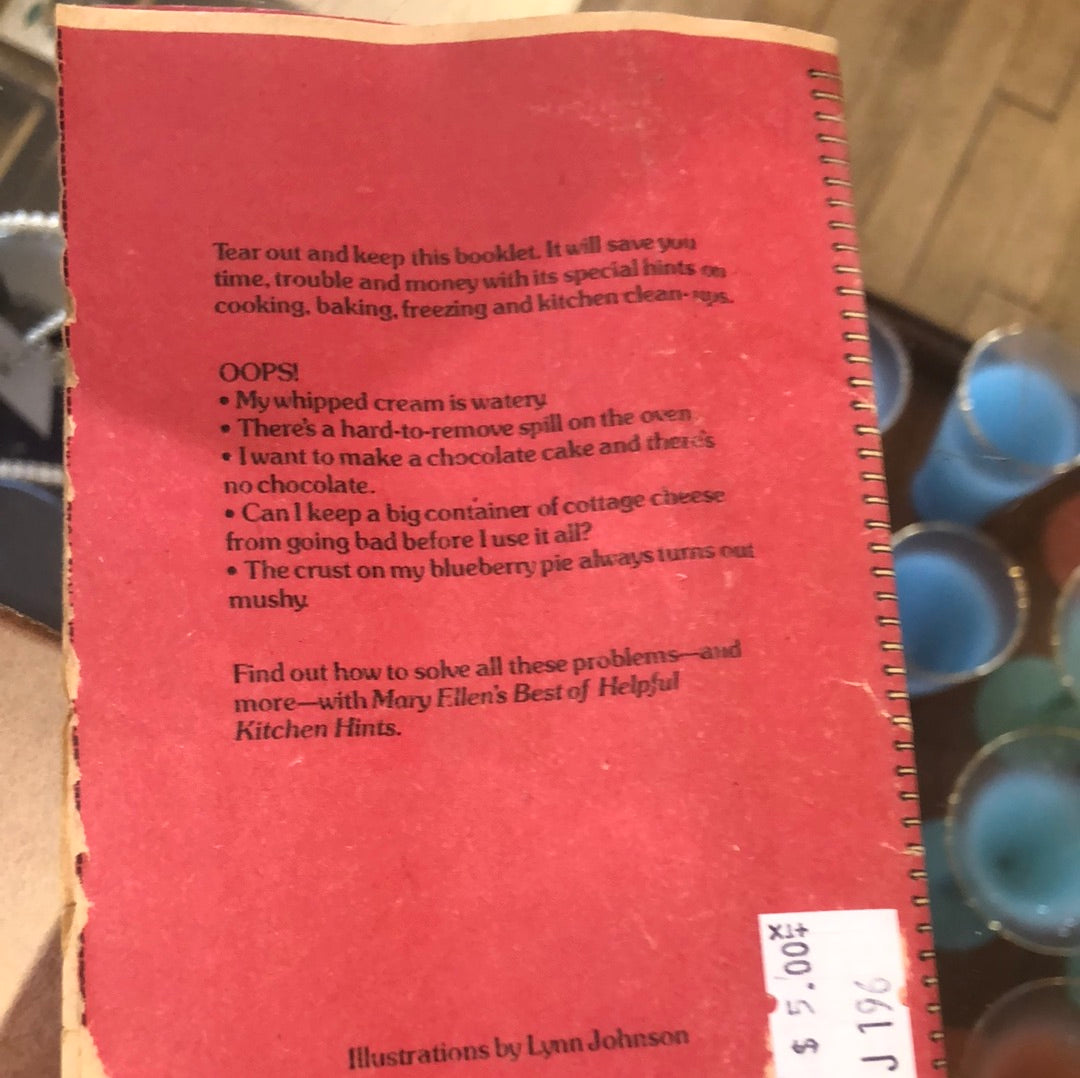 Tear out and keep this booklet. It will save you
time, trouble and money with its special hints on
cooking, baking, freezing and kitchen clean-ups.
OOPS!
• My whipped cream is watery.
• There's a hard-to-remove spill on the oven.
• I want to make a chocolate cake and there's
no chocolate.
• Can I keep a big container of cottage cheese
from going bad before I use it all?
• The crust on my blueberry pie always turns out
mushy.
Find out how to solve all these problems—and
more—with Mary Ellen's Best of Helpful
Kitchen Hints.
Illustrations by Lynn Johnson
$ 5.00
J 196